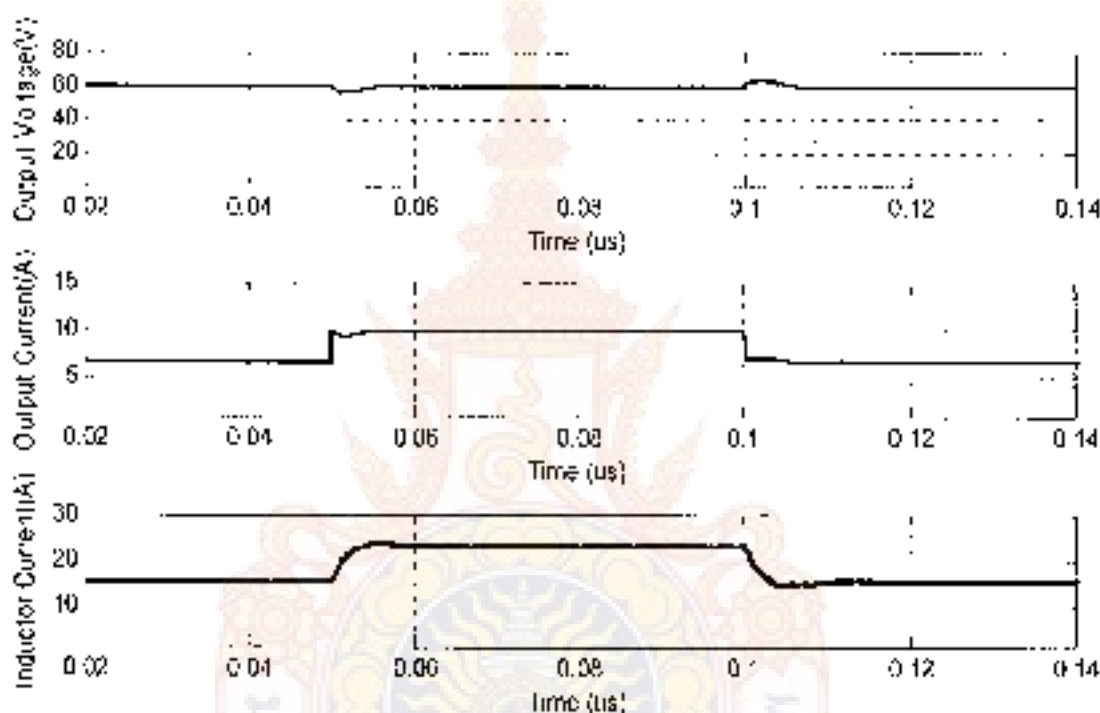 Output Voltage(V)
80
60
40
20
0.02 0.04 0.06 0.08 0.1 0.12 0.14
Time (us)
Output Current(A)
15
10
5
0.02 0.04 0.06 0.08 0.1 0.12 0.14
Time (us)
Inductor Current(A)
30
20
10
0.02 0.04 0.06 0.08 0.12 0.14
Time (us)